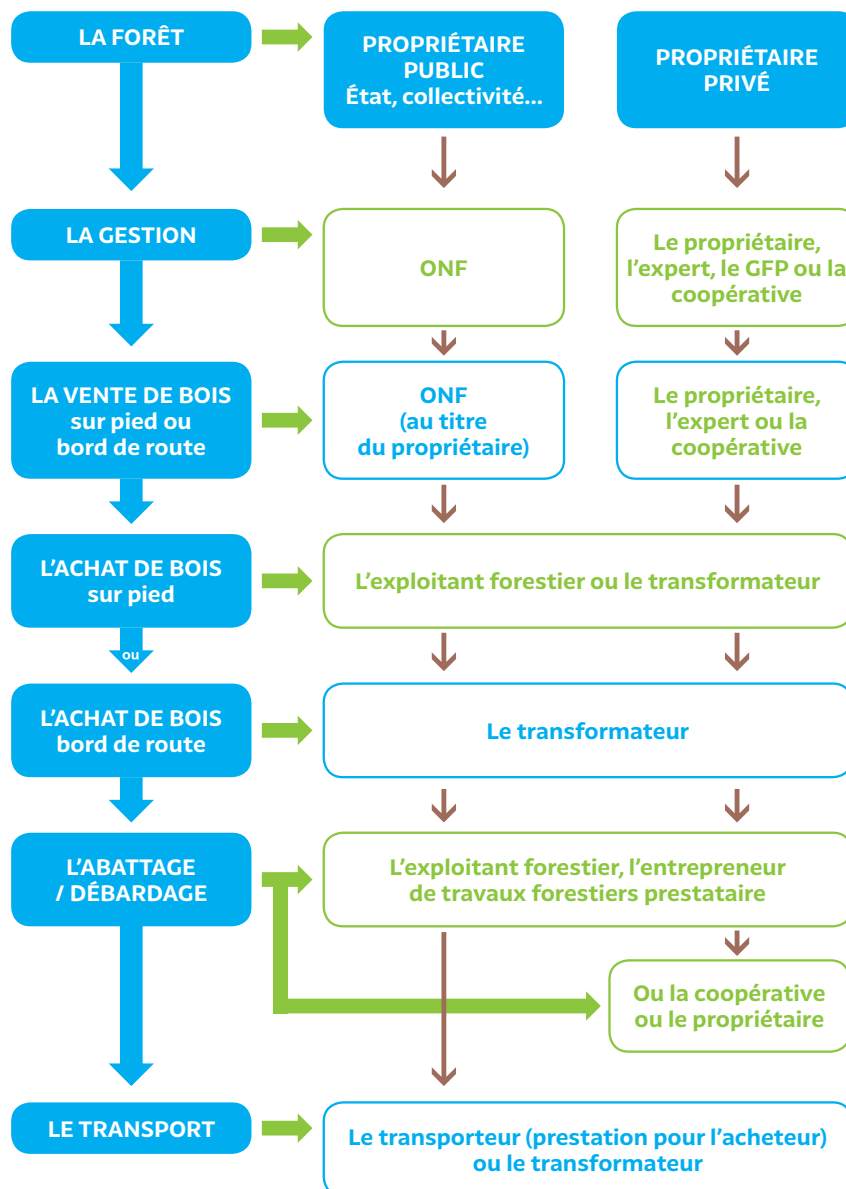 LA FORÊT
PROPRIÉTAIRE
PUBLIC
État, collectivité...
PROPRIÉTAIRE
PRIVÉ
LA GESTION
ONF
Le propriétaire,
l'expert, le GFP ou la
coopérative
LA VENTE DE BOIS
sur pied ou
bord de route
ONF
(au titre
du propriétaire)
Le propriétaire,
l'expert ou la
coopérative
L'ACHAT DE BOIS
sur pied
L'exploitant forestier ou le transformateur
ou
L'ACHAT DE BOIS
bord de route
Le transformateur
L'ABATTAGE
/ DÉBARDAGE
L'exploitant forestier, l'entrepreneur
de travaux forestiers prestataire
Ou la coopérative
ou le propriétaire
LE TRANSPORT
Le transporteur (prestation pour l'acheteur)
ou le transformateur